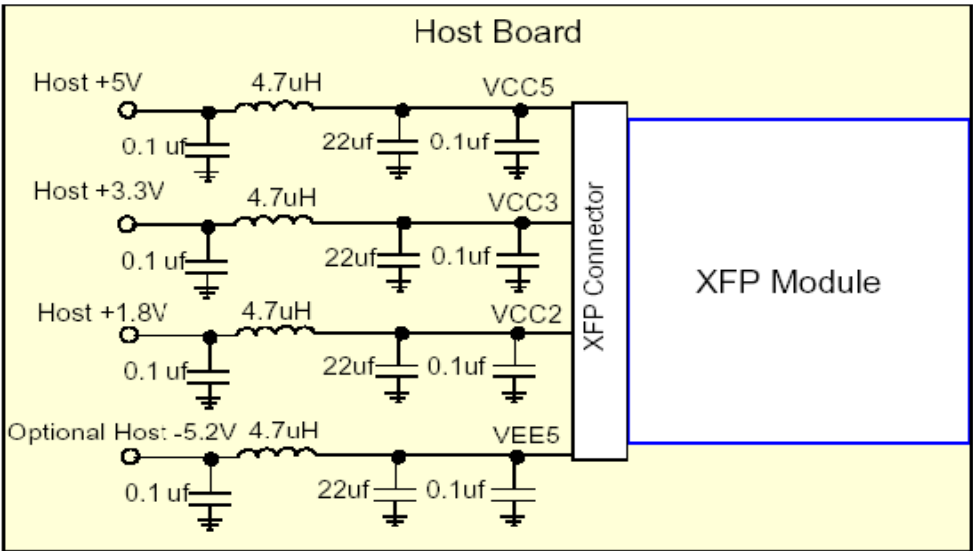 Host Board
Host +5V
4.7uH
VCC5
0.1 uf
22uf
0.1uf
Host +3.3V
4.7uH
VCC3
0.1 uf
22uf
0.1uf
Host +1.8V
4.7uH
VCC2
0.1 uf
22uf
0.1uf
Optional Host -5.2V
4.7uH
VEE5
0.1 uf
22uf
0.1uf
XFP Connector
XFP Module